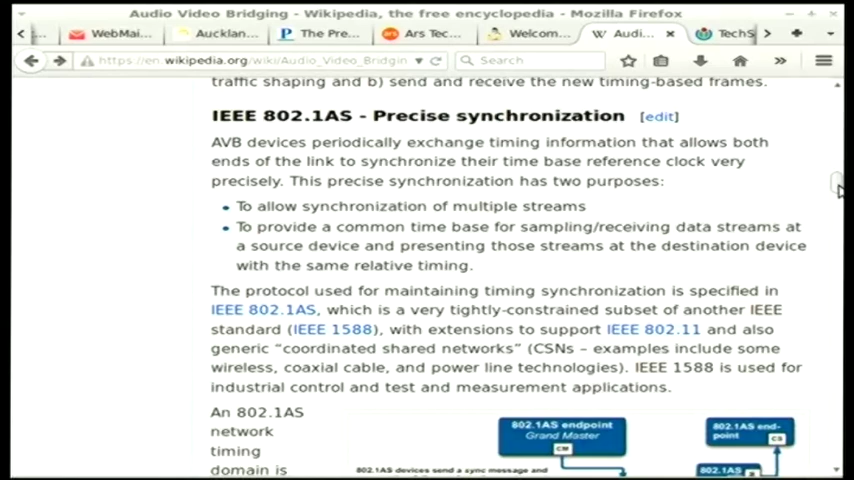 Audio Video Bridging - Wikipedia, the free encyclopedia - Mozilla Firefox
... WebMai... Aucklan... The Pre... Ars Tec... Welcom... Audi... TechS
https://en.wikipedia.org/wiki/Audio_Video_Bridgin Search
traffic shaping and b) send and receive the new timing-based frames.
IEEE 802.1AS - Precise synchronization [edit]
AVB devices periodically exchange timing information that allows both
ends of the link to synchronize their time base reference clock very
precisely. This precise synchronization has two purposes:
• To allow synchronization of multiple streams
• To provide a common time base for sampling/receiving data streams at
a source device and presenting those streams at the destination device
with the same relative timing.
The protocol used for maintaining timing synchronization is specified in
IEEE 802.1AS, which is a very tightly-constrained subset of another IEEE
standard (IEEE 1588), with extensions to support IEEE 802.11 and also
generic “coordinated shared networks” (CSNs – examples include some
wireless, coaxial cable, and power line technologies). IEEE 1588 is used for
industrial control and test and measurement applications.
An 802.1AS
network
timing
domain is
802.1AS endpoint
Grand Master
CM
802.1AS end-
point
CS
802.1AS devices send a sync message and
802.1AS